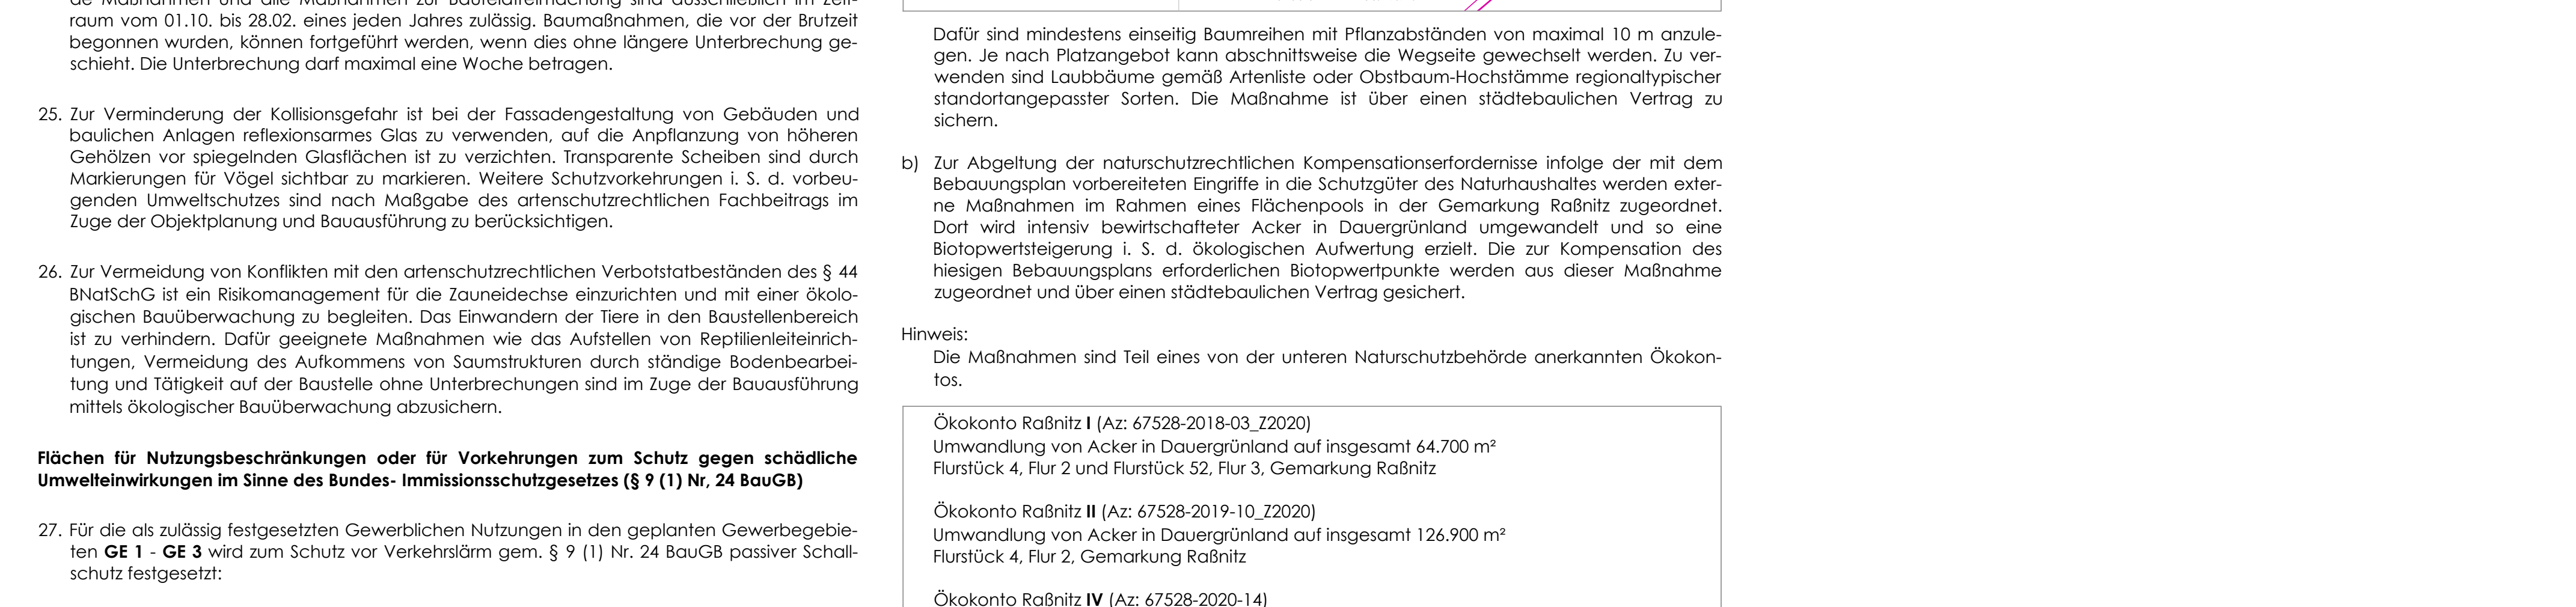 de Maßnahmen und alle Maßnahmen zur Baufeldfreimachung sind ausschließlich im Zeit-
raum vom 01.10. bis 28.02. eines jeden Jahres zulässig. Baumaßnahmen, die vor der Brutzeit
begonnen wurden, können fortgeführt werden, wenn dies ohne längere Unterbrechung ge-
schieht. Die Unterbrechung darf maximal eine Woche betragen.
25. Zur Verminderung der Kollisionsgefahr ist bei der Fassadengestaltung von Gebäuden und
baulichen Anlagen reflexionsarmes Glas zu verwenden, auf die Anpflanzung von höheren
Gehölzen vor spiegelnden Glasflächen ist zu verzichten. Transparente Scheiben sind durch
Markierungen für Vögel sichtbar zu markieren. Weitere Schutzvorkehrungen i. S. d. vorbeu-
genden Umweltschutzes sind nach Maßgabe des artenschutzrechtlichen Fachbeitrags im
Zuge der Objektplanung und Bauausführung zu berücksichtigen.
26. Zur Vermeidung von Konflikten mit den artenschutzrechtlichen Verbotstatbeständen des § 44
BNatSchG ist ein Risikomanagement für die Zauneidechse einzurichten und mit einer ökolo-
gischen Bauüberwachung zu begleiten. Das Einwandern der Tiere in den Baustellenbereich
ist zu verhindern. Dafür geeignete Maßnahmen wie das Aufstellen von Reptilienleiteinrich-
tungen, Vermeidung des Aufkommens von Saumstrukturen durch ständige Bodenbearbei-
tung und Tätigkeit auf der Baustelle ohne Unterbrechungen sind im Zuge der Bauausführung
mittels ökologischer Bauüberwachung abzusichern.
Flächen für Nutzungsbeschränkungen oder für Vorkehrungen zum Schutz gegen schädliche
Umwelteinwirkungen im Sinne des Bundes- Immissionsschutzgesetzes (§ 9 (1) Nr, 24 BauGB)
27. Für die als zulässig festgesetzten Gewerblichen Nutzungen in den geplanten Gewerbegebie-
ten GE 1 - GE 3 wird zum Schutz vor Verkehrslärm gem. § 9 (1) Nr. 24 BauGB passiver Schall-
schutz festgesetzt:
Dafür sind mindestens einseitig Baumreihen mit Pflanzabständen von maximal 10 m anzule-
gen. Je nach Platzangebot kann abschnittsweise die Wegseite gewechselt werden. Zu ver-
wenden sind Laubbäume gemäß Artenliste oder Obstbaum-Hochstämme regionaltypischer
standortangepasster Sorten. Die Maßnahme ist über einen städtebaulichen Vertrag zu
sichern.
b) Zur Abgeltung der naturschutzrechtlichen Kompensationserfordernisse infolge der mit dem
Bebauungsplan vorbereiteten Eingriffe in die Schutzgüter des Naturhaushaltes werden exter-
ne Maßnahmen im Rahmen eines Flächenpools in der Gemarkung Raßnitz zugeordnet.
Dort wird intensiv bewirtschafteter Acker in Dauergrünland umgewandelt und so eine
Biotopwertsteigerung i. S. d. ökologischen Aufwertung erzielt. Die zur Kompensation des
hiesigen Bebauungsplans erforderlichen Biotopwertpunkte werden aus dieser Maßnahme
zugeordnet und über einen städtebaulichen Vertrag gesichert.
Hinweis:
Die Maßnahmen sind Teil eines von der unteren Naturschutzbehörde anerkannten Ökokon-
tos.
Ökokonto Raßnitz I (Az: 67528-2018-03_Z2020)
Umwandlung von Acker in Dauergrünland auf insgesamt 64.700 m²
Flurstück 4, Flur 2 und Flurstück 52, Flur 3, Gemarkung Raßnitz
Ökokonto Raßnitz II (Az: 67528-2019-10_Z2020)
Umwandlung von Acker in Dauergrünland auf insgesamt 126.900 m²
Flurstück 4, Flur 2, Gemarkung Raßnitz
Ökokonto Raßnitz IV (Az: 67528-2020-14)